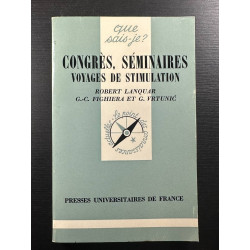 que
sais-je?
CONGRÈS, SÉMINAIRES
VOYAGES DE STIMULATION
ROBERT LANQUAR
G.-C. FIGHIERA ET G. VRTUNIĆ
PRESSES UNIVERSITAIRES DE FRANCE